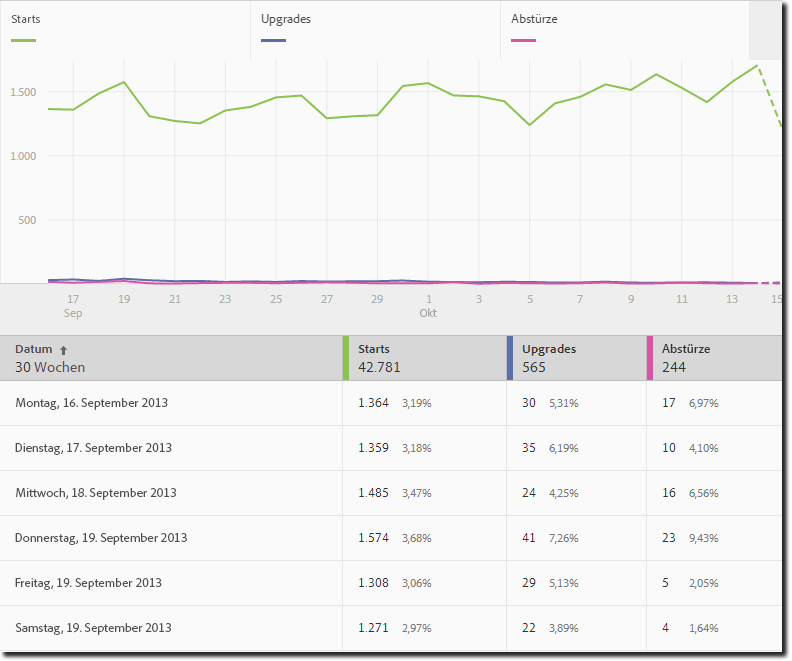 Starts Upgrades Abstürze
1.500
1.000
500
17 19 21 23 25 27 29 1 3 5 7 9 11 13 15
Sep Okt
Datum ↑ Starts Upgrades Abstürze
30 Wochen 42.781 565 244
Montag, 16. September 2013 1.364 3,19% 30 5,31% 17 6,97%
Dienstag, 17. September 2013 1.359 3,18% 35 6,19% 10 4,10%
Mittwoch, 18. September 2013 1.485 3,47% 24 4,25% 16 6,56%
Donnerstag, 19. September 2013 1.574 3,68% 41 7,26% 23 9,43%
Freitag, 19. September 2013 1.308 3,06% 29 5,13% 5 2,05%
Samstag, 19. September 2013 1.271 2,97% 22 3,89% 4 1,64%